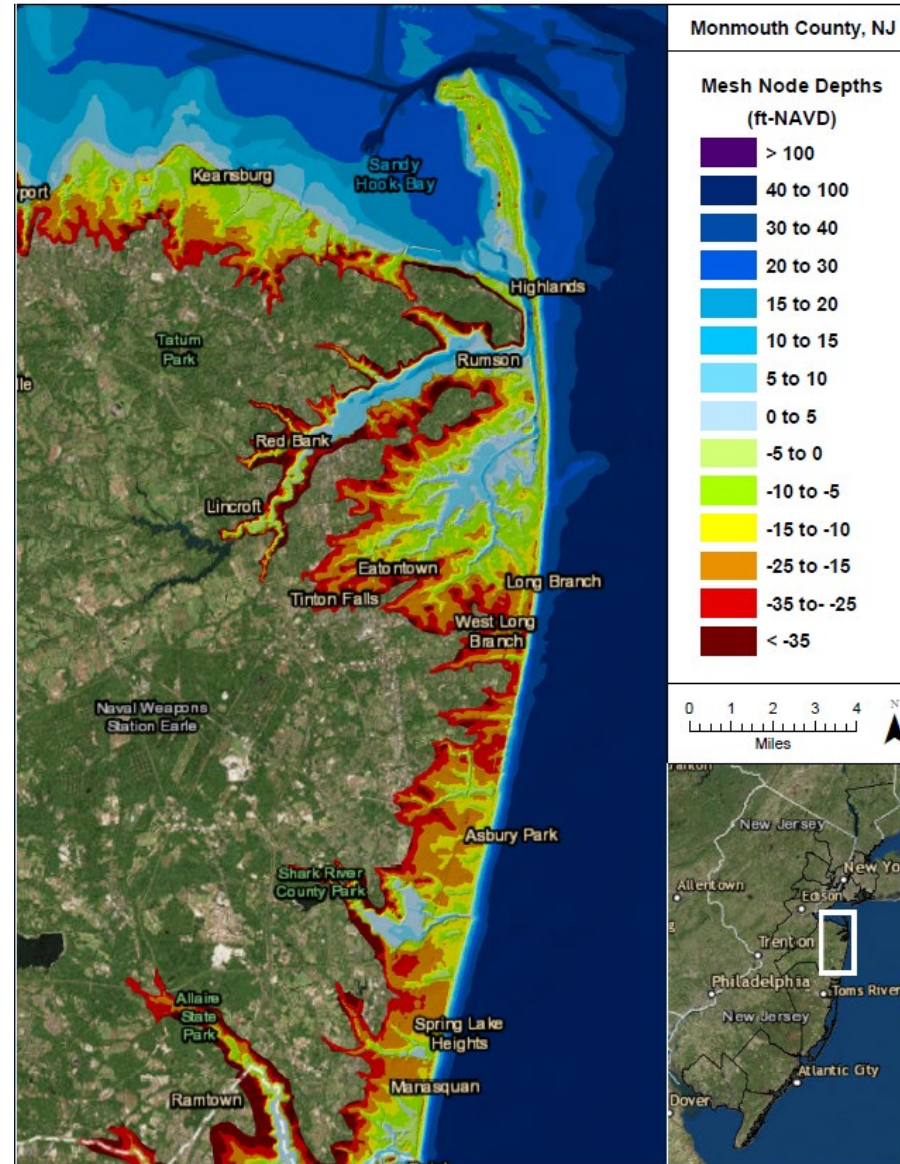 Monmouth County, NJ
Mesh Node Depths
(ft-NAVD)
> 100
40 to 100
30 to 40
20 to 30
15 to 20
10 to 15
5 to 10
0 to 5
-5 to 0
-10 to -5
-15 to -10
-25 to -15
-35 to- -25
< -35
0 1 2 3 4
Miles
N
Sandy
Hook Bay
Keansburg
port
Highlands
Tatum
Park
Rumson
lle
Red Bank
Lincroft
Eatontown
Tinton Falls
Long Branch
West Long
Branch
Naval Weapons
Station Earle
Asbury Park
Shark River
County Park
Allaire
State
Park
Spring Lake
Heights
Manasquan
Ramtown
New Jersey
New Yo
Allentown
Edison
Trenton
Philadelphia
Toms River
New Jersey
Atlantic City
Dover